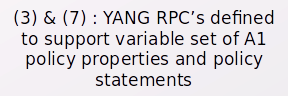 (3) & (7) : YANG RPC’s defined
to support variable set of A1
policy properties and policy
statements